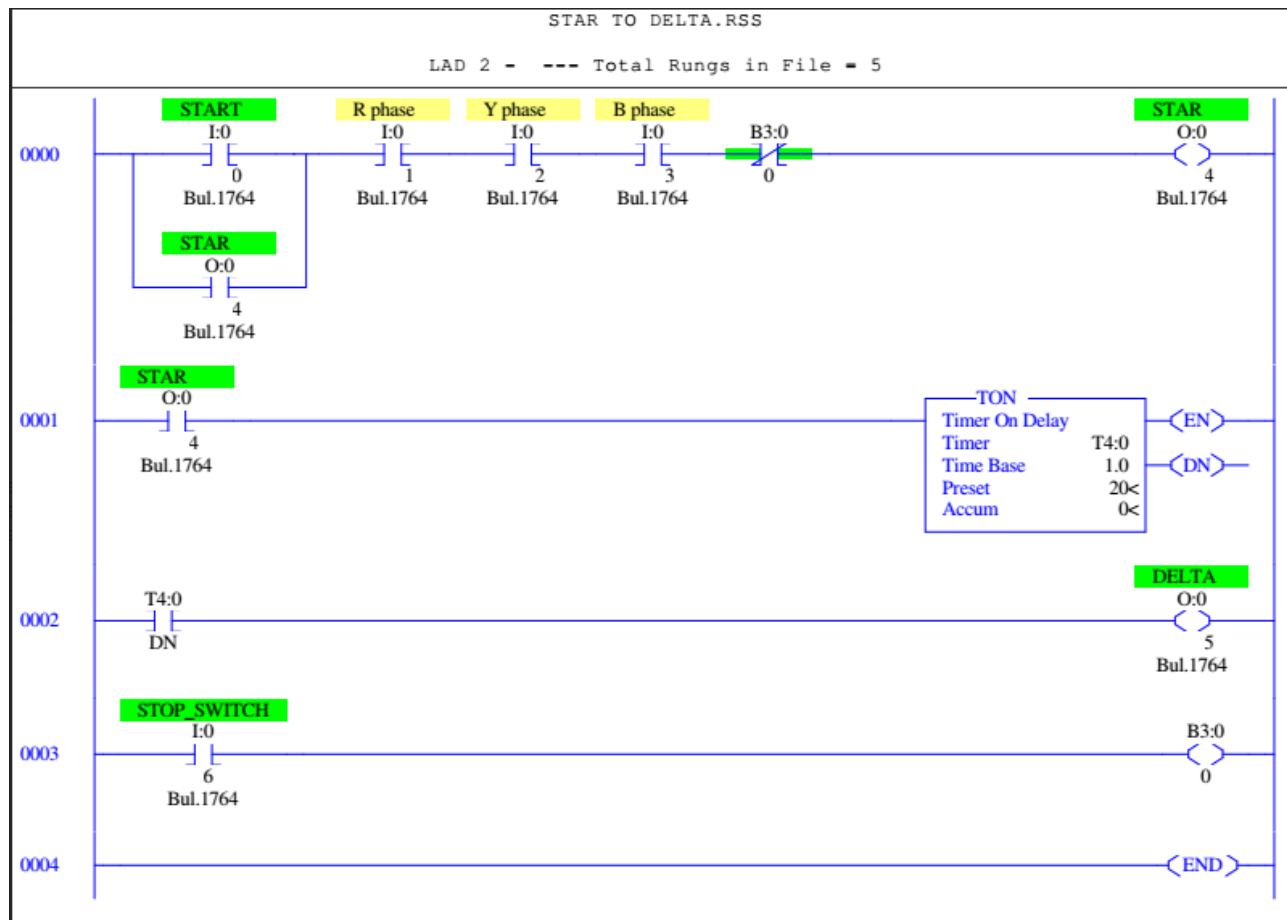 STAR TO DELTA.RSS
LAD 2 - --- Total Rungs in File = 5
START R phase Y phase B phase STAR
I:0 I:0 I:0 I:0 B3:0 O:0
0000
0 1 2 3 0 4
Bul.1764 Bul.1764 Bul.1764 Bul.1764 Bul.1764
STAR
O:0
4
Bul.1764
STAR
O:0
TON
0001
Timer On Delay EN
4
Timer T4:0
Bul.1764
Time Base 1.0 DN
Preset 20<
Accum 0<
DELTA
T4:0 O:0
0002
DN 5
Bul.1764
STOP_SWITCH
I:0 B3:0
0003
6 0
Bul.1764
0004 END